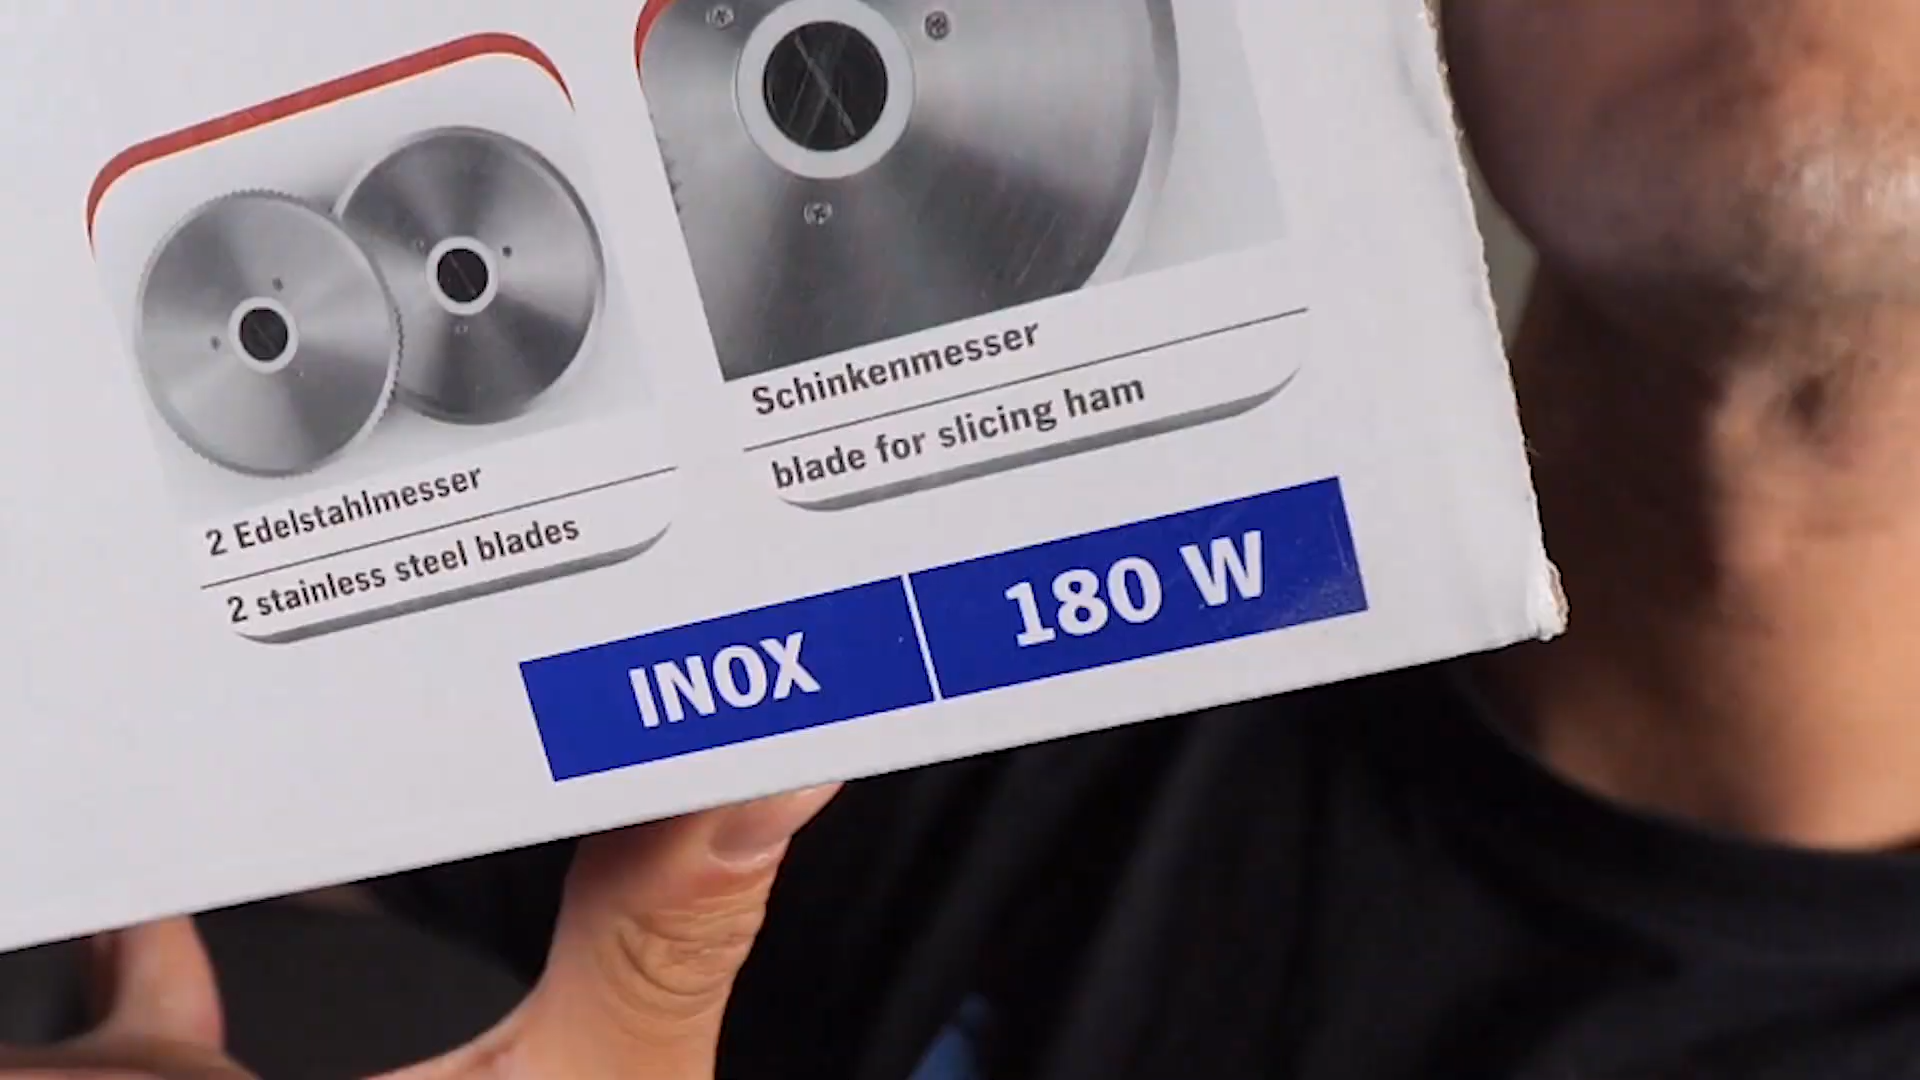 2 Edelstahlmesser
2 stainless steel blades
Schinkenmesser
blade for slicing ham
INOX
180 W